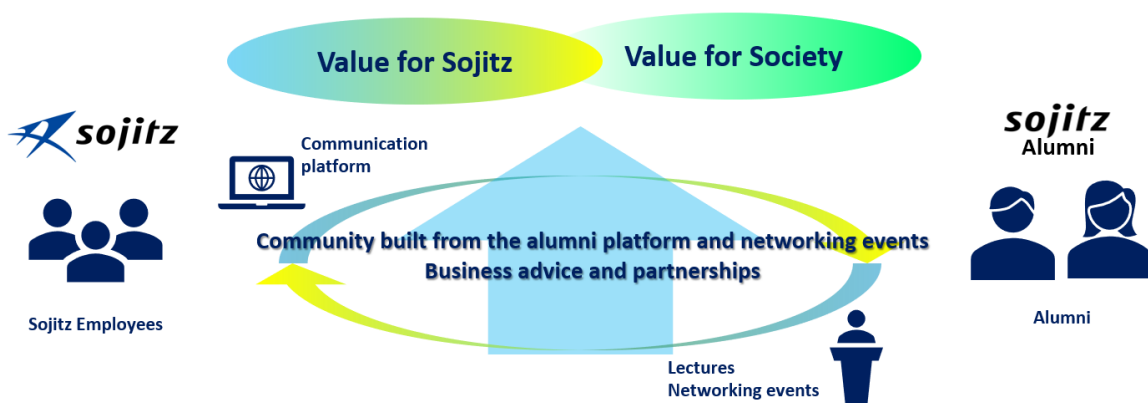 Value for Sojitz
Value for Society
sojitz
sojitz
Alumni
Communication
platform
Community built from the alumni platform and networking events
Business advice and partnerships
Sojitz Employees
Alumni
Lectures
Networking events